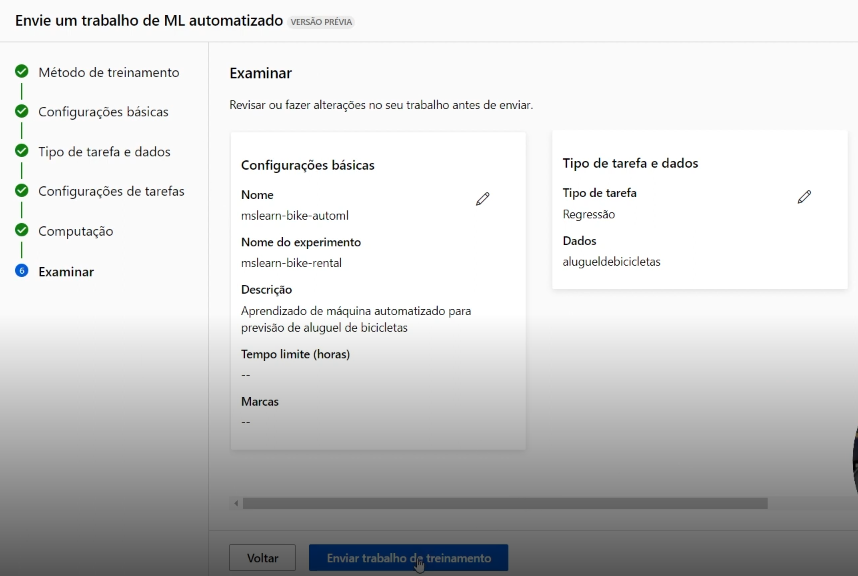 Envie um trabalho de ML automatizado VERSÃO PRÉVIA
Método de treinamento
Configurações básicas
Tipo de tarefa e dados
Configurações de tarefas
Computação
6 Examinar
Examinar
Revisar ou fazer alterações no seu trabalho antes de enviar.
Configurações básicas
Nome
mslearn-bike-automl
Nome do experimento
mslearn-bike-rental
Descrição
Aprendizado de máquina automatizado para
previsão de aluguel de bicicletas
Tempo limite (horas)
--
Marcas
--
Tipo de tarefa e dados
Tipo de tarefa
Regressão
Dados
alugueldebicicletas
Voltar
Enviar trabalho de treinamento